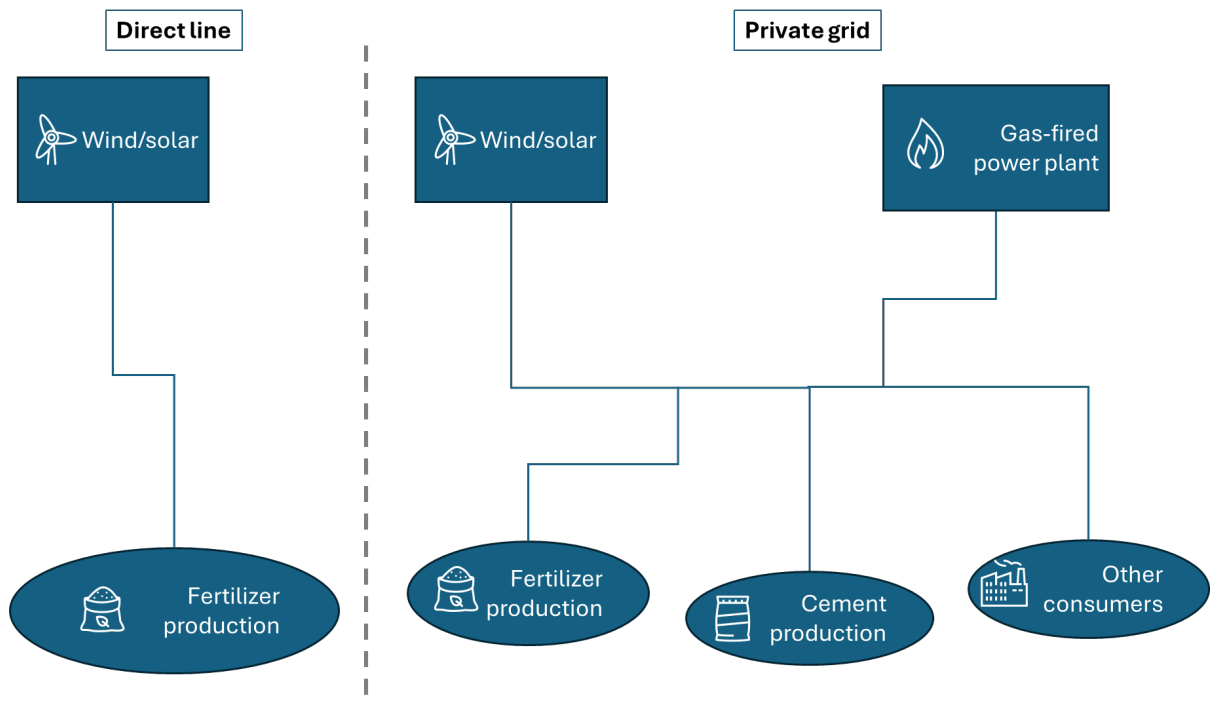 Direct line
Private grid
Wind/solar
Wind/solar
Gas-fired
power plant
Fertilizer
production
Fertilizer
production
Cement
production
Other
consumers